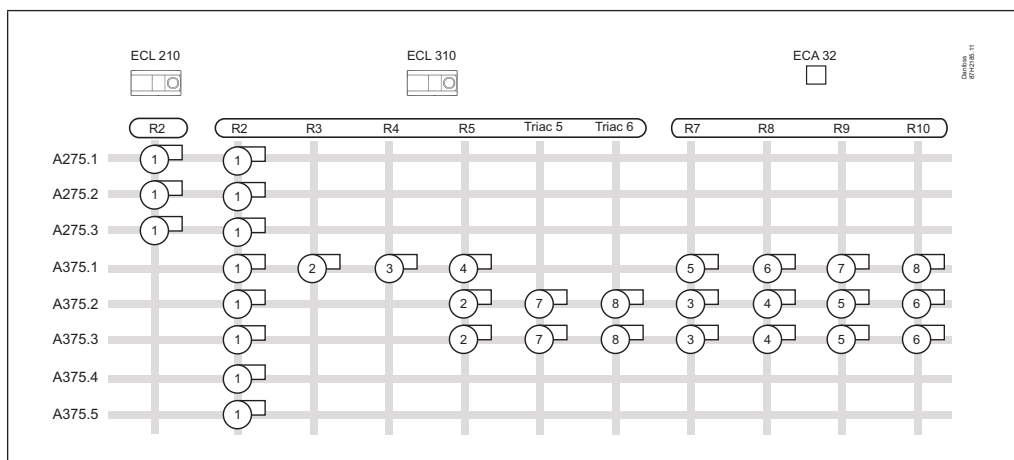 ECL 210 ECL 310 ECA 32
Danfoss
87H2185.11
R2 R2 R3 R4 R5 Triac 5 Triac 6 R7 R8 R9 R10
A275.1 1 1
A275.2 1 1
A275.3 1 1
A375.1 1 2 3 4 5 6 7 8
A375.2 1 2 7 8 3 4 5 6
A375.3 1 2 7 8 3 4 5 6
A375.4 1
A375.5 1